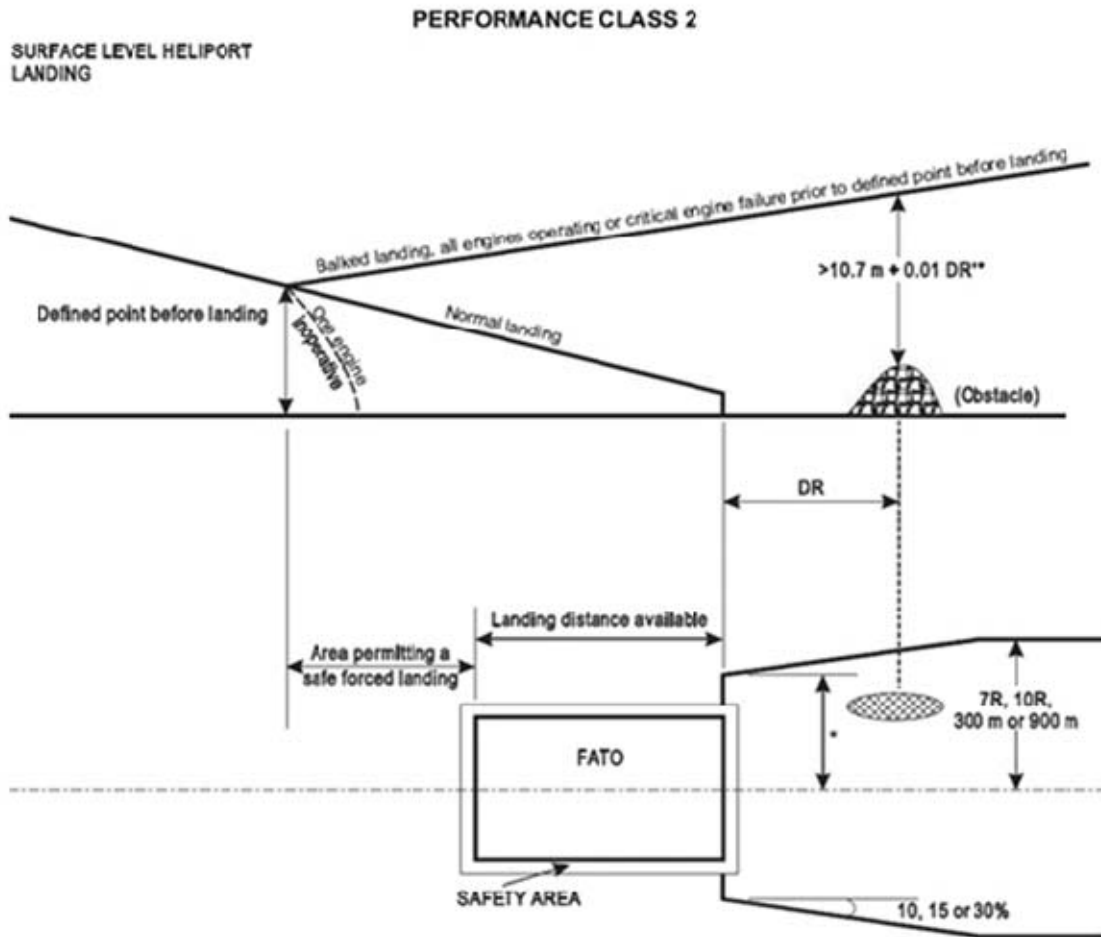 PERFORMANCE CLASS 2
SURFACE LEVEL HELIPORT
LANDING
Balked landing, all engines operating or critical engine failure prior to defined point before landing
>10.7 m + 0.01 DR**
Defined point before landing
One engine
inoperative
Normal landing
(Obstacle)
DR
Landing distance available
Area permitting a
safe forced landing
7R, 10R,
300 m or 900 m
*
FATO
SAFETY AREA
10, 15 or 30%